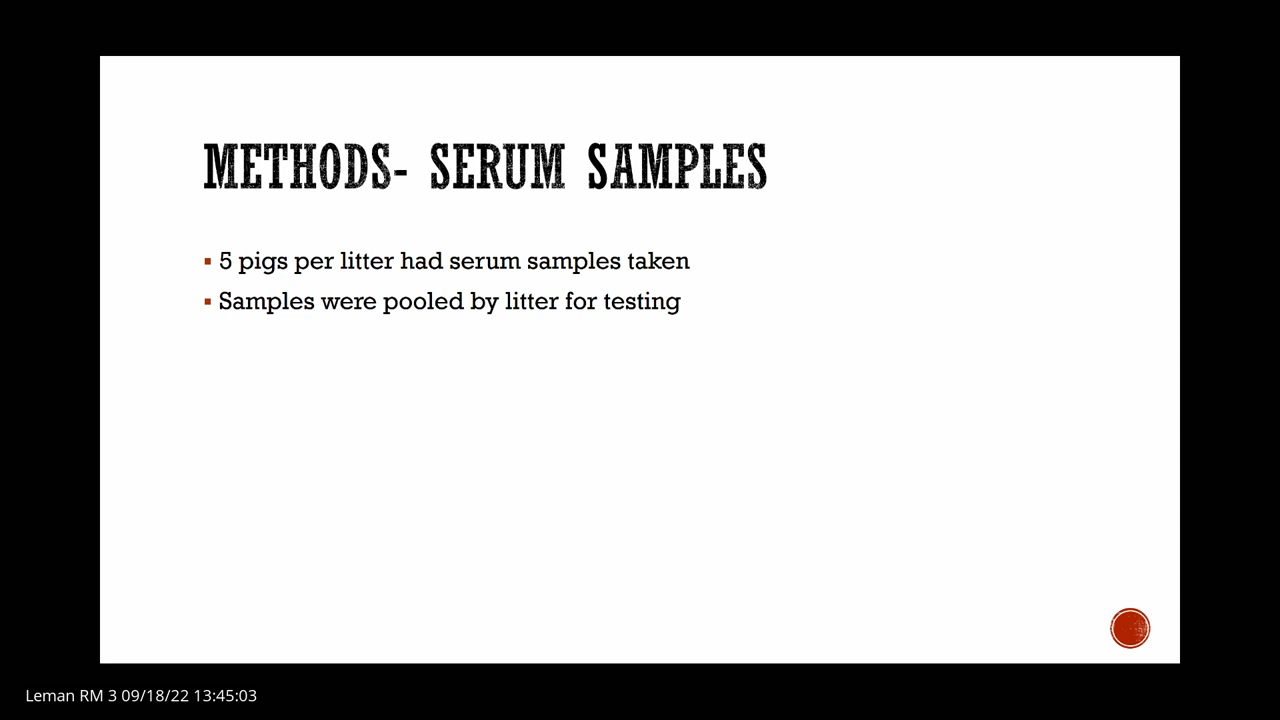 METHODS- SERUM SAMPLES
▪ 5 pigs per litter had serum samples taken
▪ Samples were pooled by litter for testing
Leman RM 3 09/18/22 13:45:03